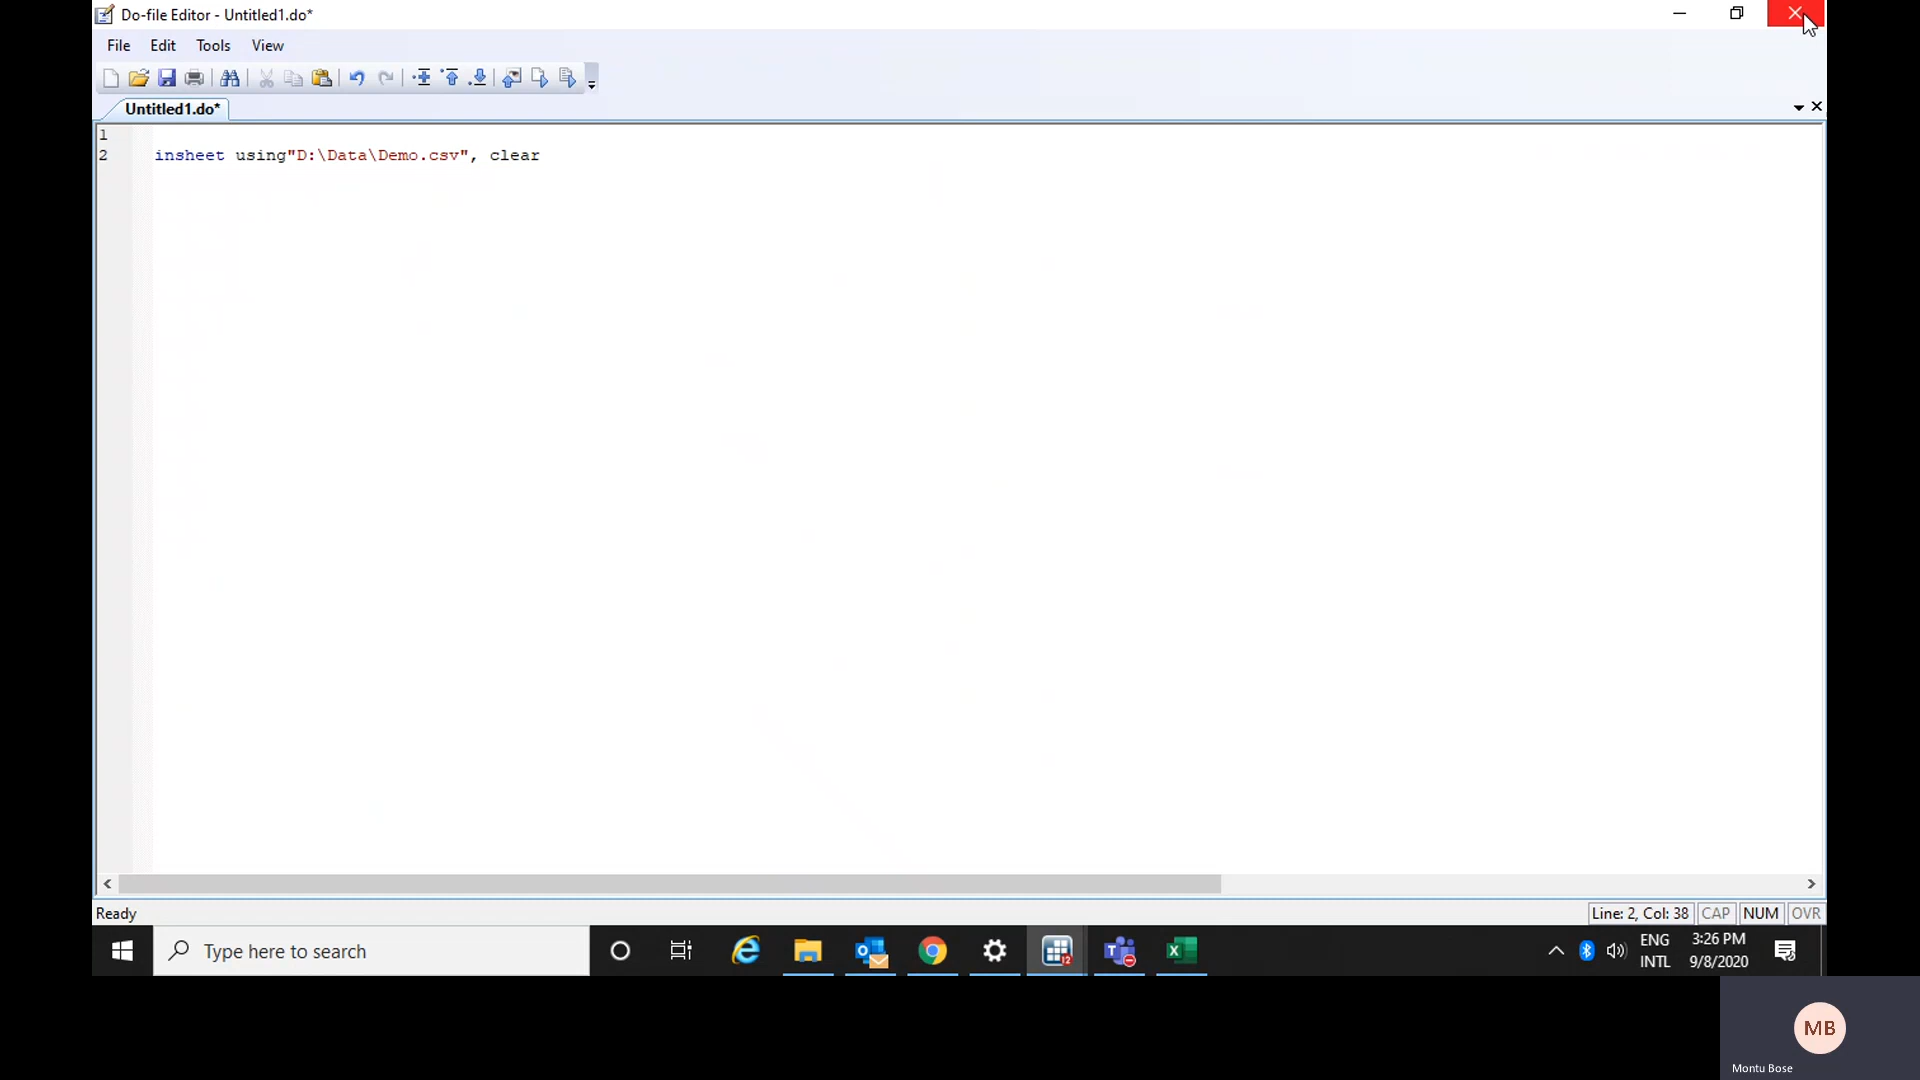 Do-file Editor - Untitled1.do*
File Edit Tools View
Untitled1.do*
1
2 insheet using"D:\Data\Demo.csv", clear
Ready
Line: 2, Col: 38 CAP NUM OVR
Type here to search
12
ENG
INTL
3:26 PM
9/8/2020
MB
Montu Bose